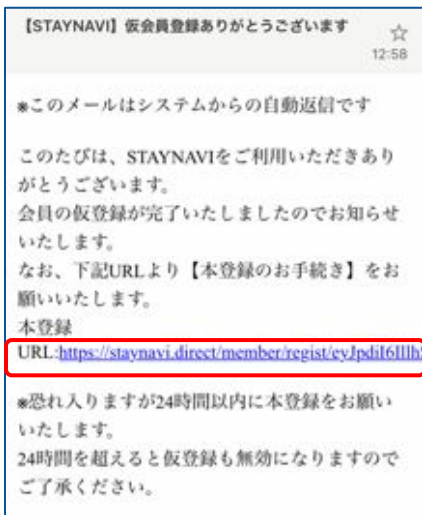 【STAYNAVI】仮会員登録ありがとうございます
12:58
※このメールはシステムからの自動返信です
このたびは、STAYNAVIをご利用いただきあり
がとうございます。
会員の仮登録が完了いたしましたのでお知らせ
いたします。
なお、下記URLより【本登録のお手続き】をお
願いいたします。
本登録
URL:https://staynavi.direct/member/regist/
※恐れ入りますが24時間以内に本登録をお願い
いたします。
24時間を超えると仮登録も無効になりますので
ご了承ください。